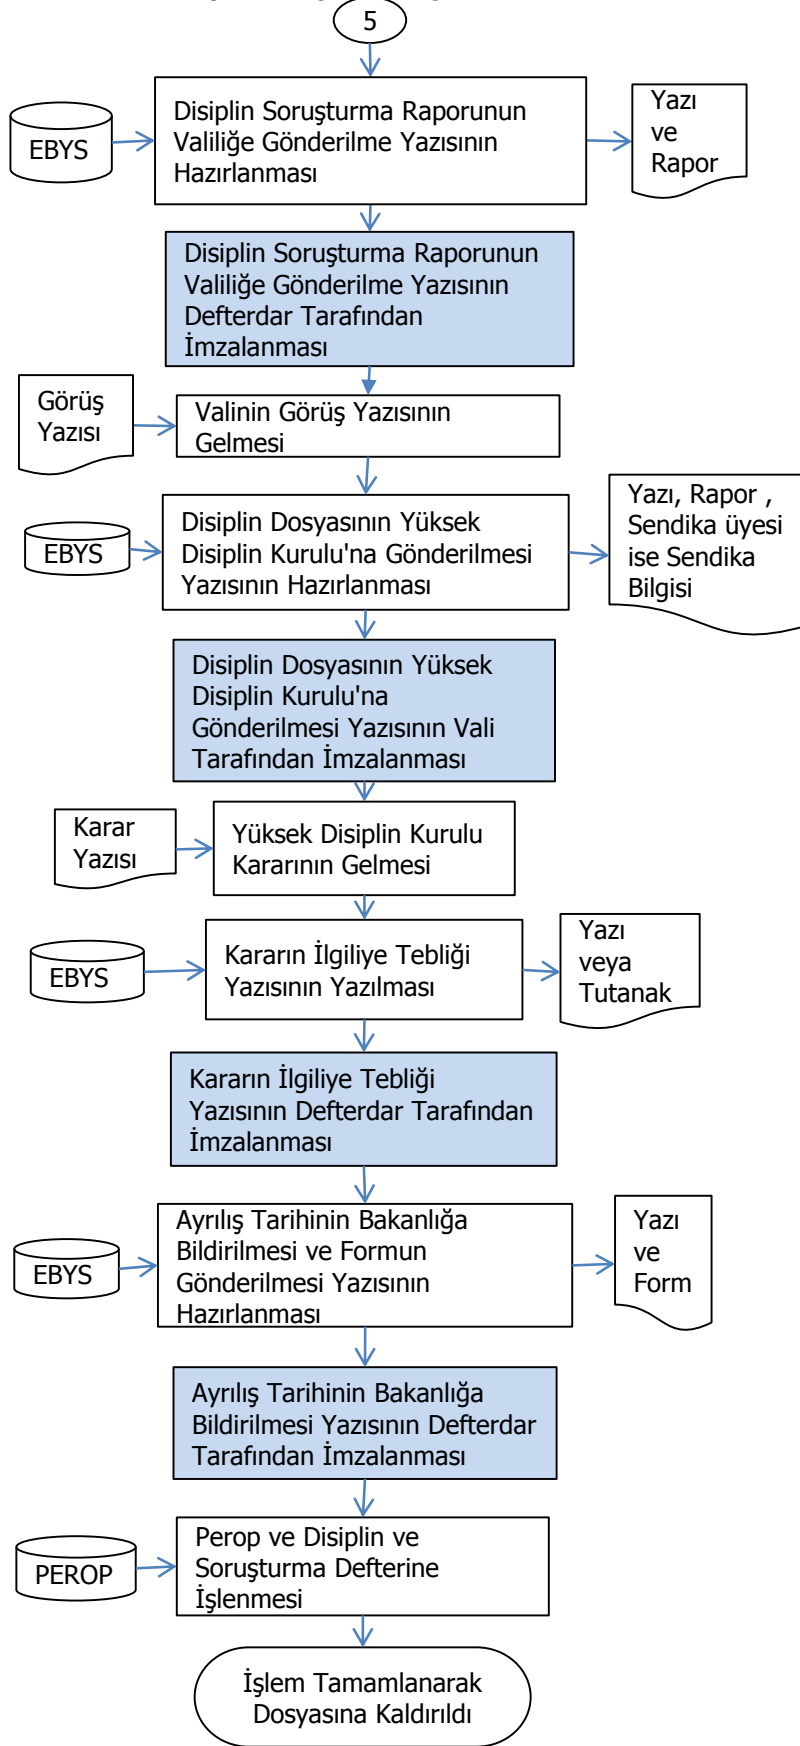 5
EBYS
Disiplin Soruşturma Raporunun
Valiliğe Gönderilme Yazısının
Hazırlanması
Yazı
ve
Rapor
Disiplin Soruşturma Raporunun
Valiliğe Gönderilme Yazısının
Defterdar Tarafından
İmzalanması
Görüş
Yazısı
Valinin Görüş Yazısının
Gelmesi
EBYS
Disiplin Dosyasının Yüksek
Disiplin Kurulu'na Gönderilmesi
Yazısının Hazırlanması
Yazı, Rapor ,
Sendika üyesi
ise Sendika
Bilgisi
Disiplin Dosyasının Yüksek
Disiplin Kurulu'na
Gönderilmesi Yazısının Vali
Tarafından İmzalanması
Karar
Yazısı
Yüksek Disiplin Kurulu
Kararının Gelmesi
EBYS
Kararın İlgiliye Tebliği
Yazısının Yazılması
Yazı
veya
Tutanak
Kararın İlgiliye Tebliği
Yazısının Defterdar Tarafından
İmzalanması
EBYS
Ayrılış Tarihinin Bakanlığa
Bildirilmesi ve Formun
Gönderilmesi Yazısının
Hazırlanması
Yazı
ve
Form
Ayrılış Tarihinin Bakanlığa
Bildirilmesi Yazısının Defterdar
Tarafından İmzalanması
PEROP
Perop ve Disiplin ve
Soruşturma Defterine
İşlenmesi
İşlem Tamamlanarak
Dosyasına Kaldırıldı